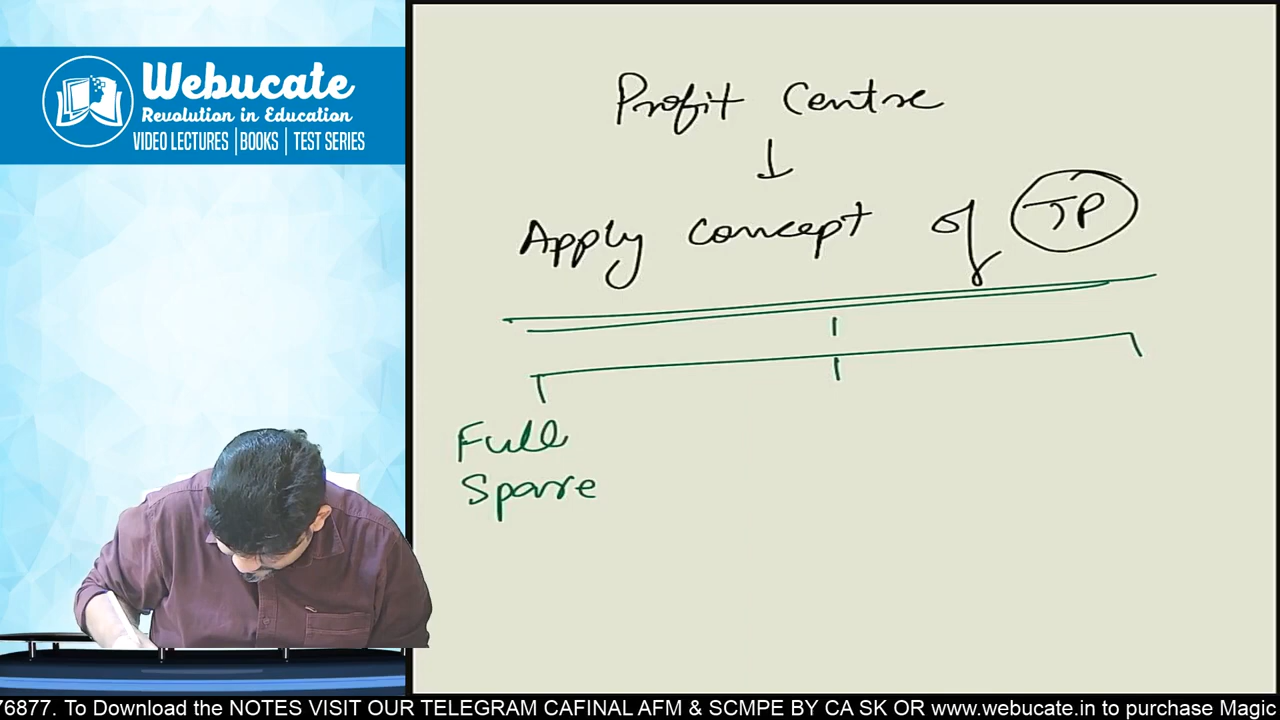 Webucate
Revolution in Education
VIDEO LECTURES | BOOKS | TEST SERIES
Profit Centre
Apply concept of TP
Full
Spare
76877. To Download the NOTES VISIT OUR TELEGRAM CAFINAL AFM & SCMPE BY CA SK OR www.webucate.in to purchase Magic